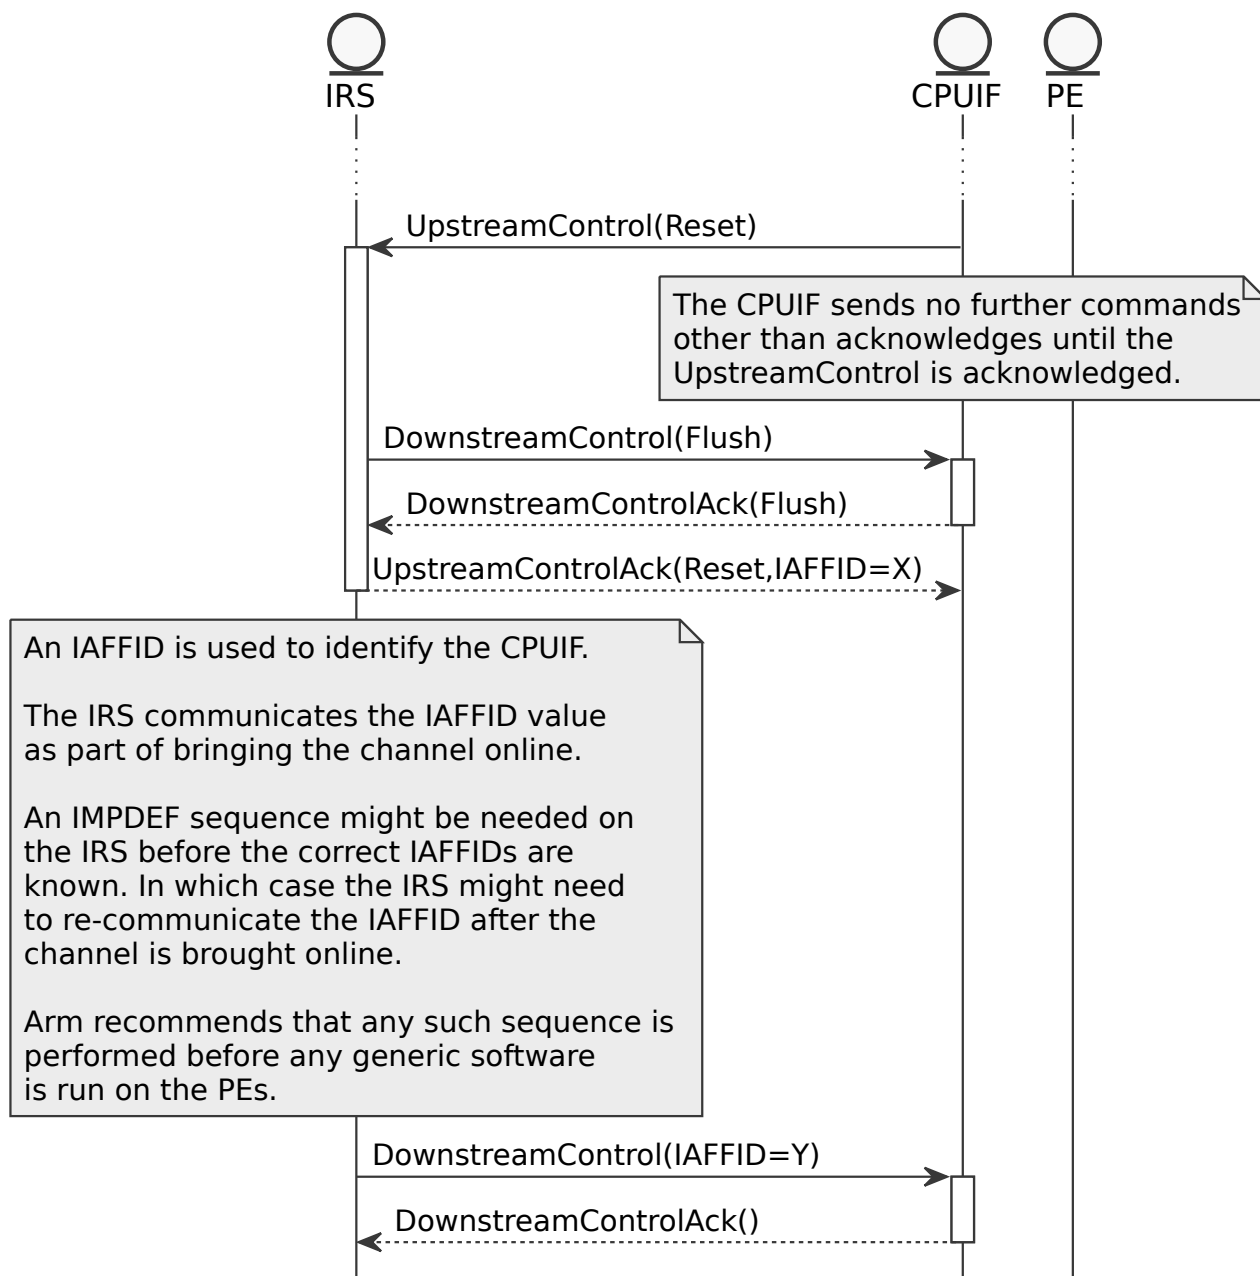 IRS
CPUIF
PE
UpstreamControl(Reset)
The CPUIF sends no further commands
other than acknowledges until the
UpstreamControl is acknowledged.
DownstreamControl(Flush)
DownstreamControlAck(Flush)
UpstreamControlAck(Reset,IAFFID=X)
An IAFFID is used to identify the CPUIF.
The IRS communicates the IAFFID value
as part of bringing the channel online.
An IMPDEF sequence might be needed on
the IRS before the correct IAFFIDs are
known. In which case the IRS might need
to re-communicate the IAFFID after the
channel is brought online.
Arm recommends that any such sequence is
performed before any generic software
is run on the PEs.
DownstreamControl(IAFFID=Y)
DownstreamControlAck()